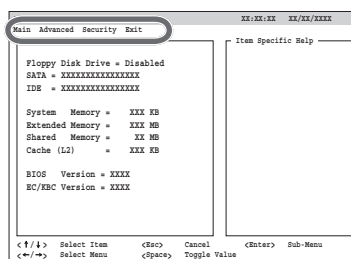 XX:XX:XX XX/XX/XXXX
Main Advanced Security Exit
Item Specific Help
Floppy Disk Drive = Disabled
SATA = XXXXXXXXXXXXXXXX
IDE = XXXXXXXXXXXXXXXX
System Memory = XXX KB
Extended Memory = XXX MB
Shared Memory = XX MB
Cache (L2) = XXX KB
BIOS Version = XXXX
EC/KBC Version = XXXX
<↑/↓> Select Item <Esc> Cancel <Enter> Sub-Menu
<←/→> Select Menu <Space> Toggle Value